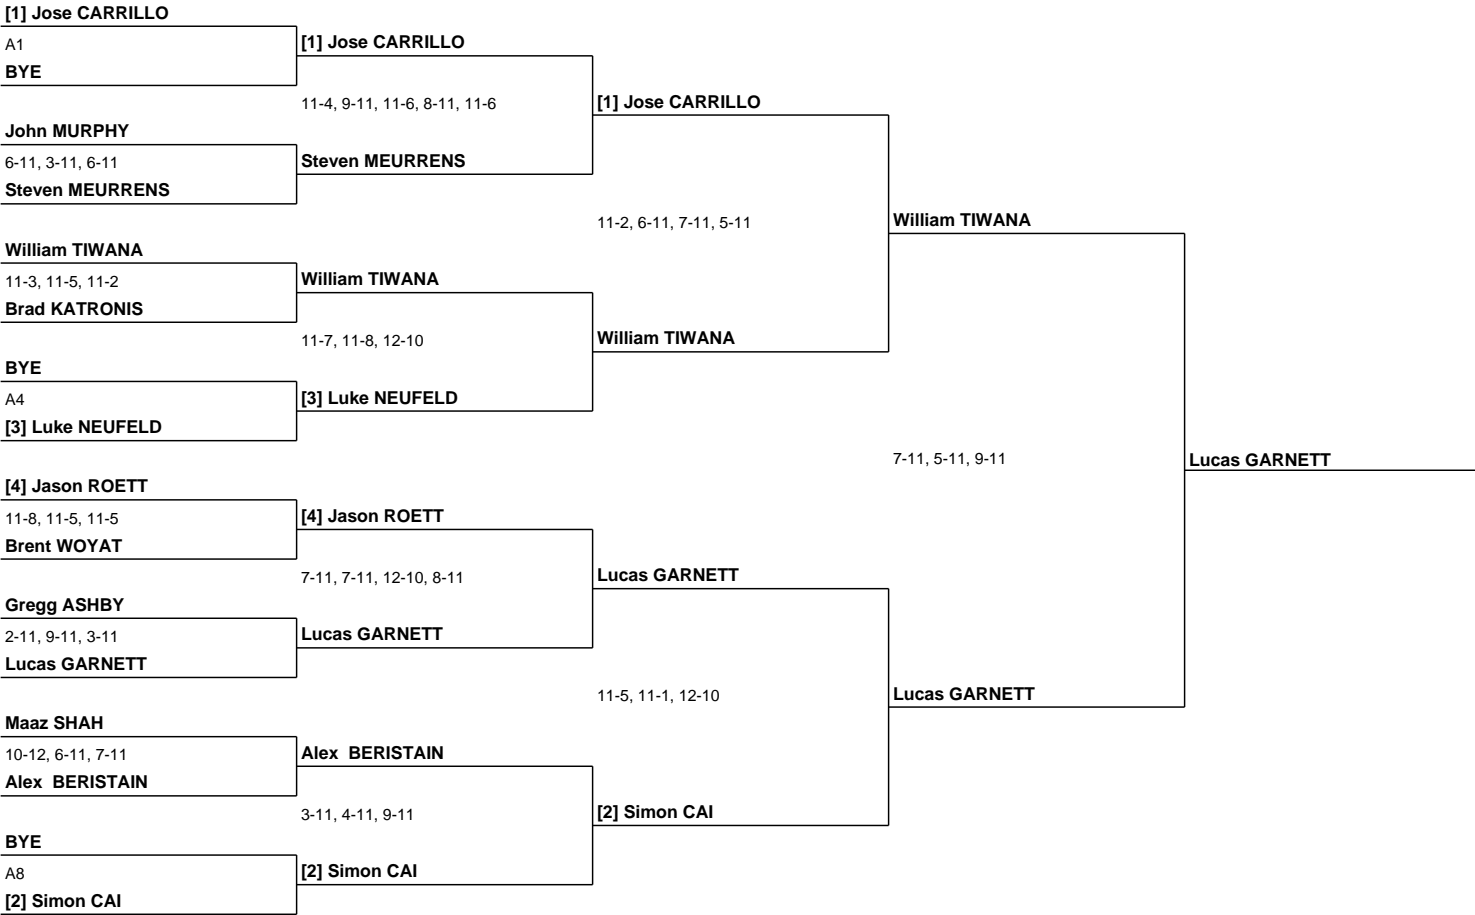 [1] Jose CARRILLO
A1
BYE
John MURPHY
6-11, 3-11, 6-11
Steven MEURRENS
William TIWANA
11-3, 11-5, 11-2
Brad KATRONIS
BYE
A4
[3] Luke NEUFELD
[4] Jason ROETT
11-8, 11-5, 11-5
Brent WOYAT
Gregg ASHBY
2-11, 9-11, 3-11
Lucas GARNETT
Maaz SHAH
10-12, 6-11, 7-11
Alex  BERISTAIN
BYE
A8
[2] Simon CAI
[1] Jose CARRILLO
11-4, 9-11, 11-6, 8-11, 11-6
Steven MEURRENS
William TIWANA
11-7, 11-8, 12-10
[3] Luke NEUFELD
[4] Jason ROETT
7-11, 7-11, 12-10, 8-11
Lucas GARNETT
Alex  BERISTAIN
3-11, 4-11, 9-11
[2] Simon CAI
[1] Jose CARRILLO
11-2, 6-11, 7-11, 5-11
William TIWANA
Lucas GARNETT
11-5, 11-1, 12-10
[2] Simon CAI
William TIWANA
7-11, 5-11, 9-11
Lucas GARNETT
Lucas GARNETT